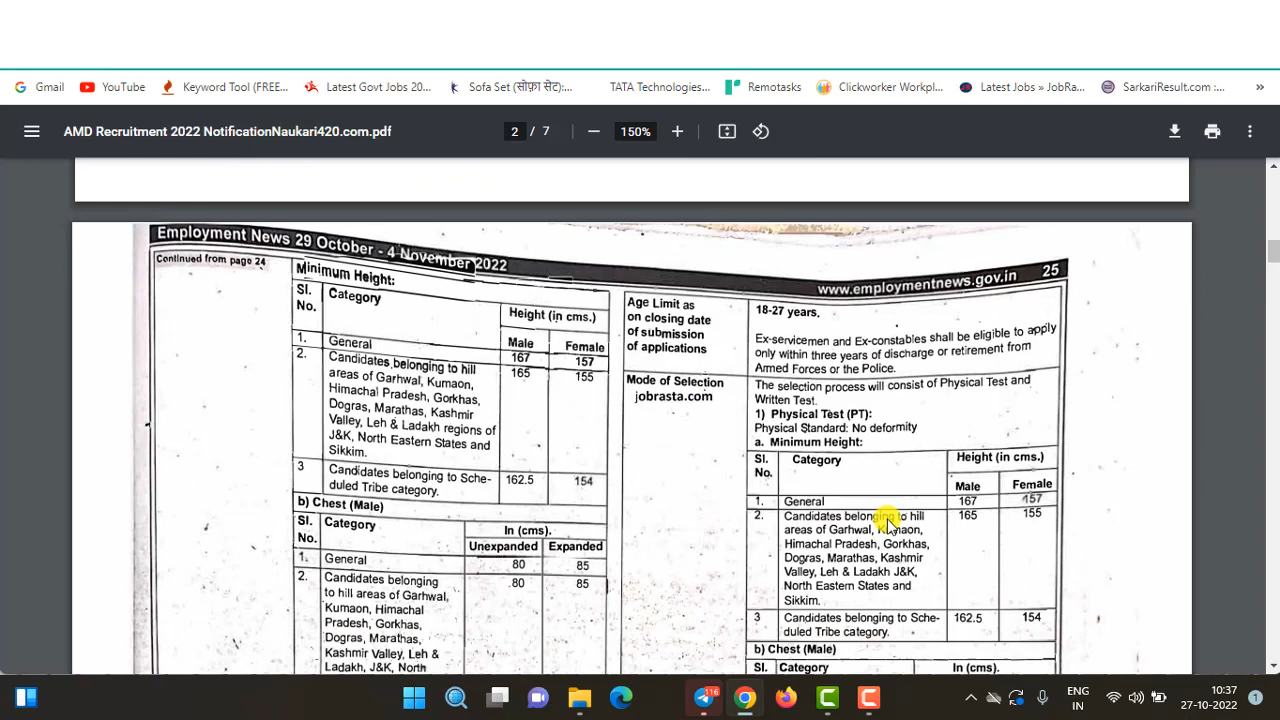 Gmail
YouTube
Keyword Tool (FREE...
Latest Govt Jobs 20...
Sofa Set (सोफ़ा सेट):...
TATA Technologies...
Remotasks
Clickworker Workpl...
Latest Jobs » JobRa...
SarkariResult.com :...
»
AMD Recruitment 2022 NotificationNaukari420.com.pdf
2 / 7
150%
Employment News 29 October - 4 November 2022
www.employmentnews.gov.in 25
Continued from page 24
Minimum Height:
Sl. No. Category Height (in cms.)
Male Female
1. General 167 157
2. Candidates belonging to hill 165 155
areas of Garhwal, Kumaon,
Himachal Pradesh, Gorkhas,
Dogras, Marathas, Kashmir
Valley, Leh & Ladakh regions of
J&K, North Eastern States and
Sikkim.
3 Candidates belonging to Sche- 162.5 154
duled Tribe category.
b) Chest (Male)
Sl. No. Category In (cms).
Unexpanded Expanded
1. General 80 85
2. Candidates belonging 80 85
to hill areas of Garhwal,
Kumaon, Himachal
Pradesh, Gorkhas,
Dogras, Marathas,
Kashmir Valley, Leh &
Ladakh, J&K, North
Age Limit as
on closing date
of submission
of applications
18-27 years.
Ex-servicemen and Ex-constables shall be eligible to apply
only within three years of discharge or retirement from
Armed Forces or the Police.
Mode of Selection
jobrasta.com
The selection process will consist of Physical Test and
Written Test.
1) Physical Test (PT):
Physical Standard: No deformity
a. Minimum Height:
Sl. No. Category Height (in cms.)
Male Female
1. General 167 157
2. Candidates belonging to hill 165 155
areas of Garhwal, Kumaon,
Himachal Pradesh, Gorkhas,
Dogras, Marathas, Kashmir
Valley, Leh & Ladakh J&K,
North Eastern States and
Sikkim.
3 Candidates belonging to Sche- 162.5 154
duled Tribe category.
b) Chest (Male)
Sl. Category In (cms)
116
ENG
IN
10:37
27-10-2022
1